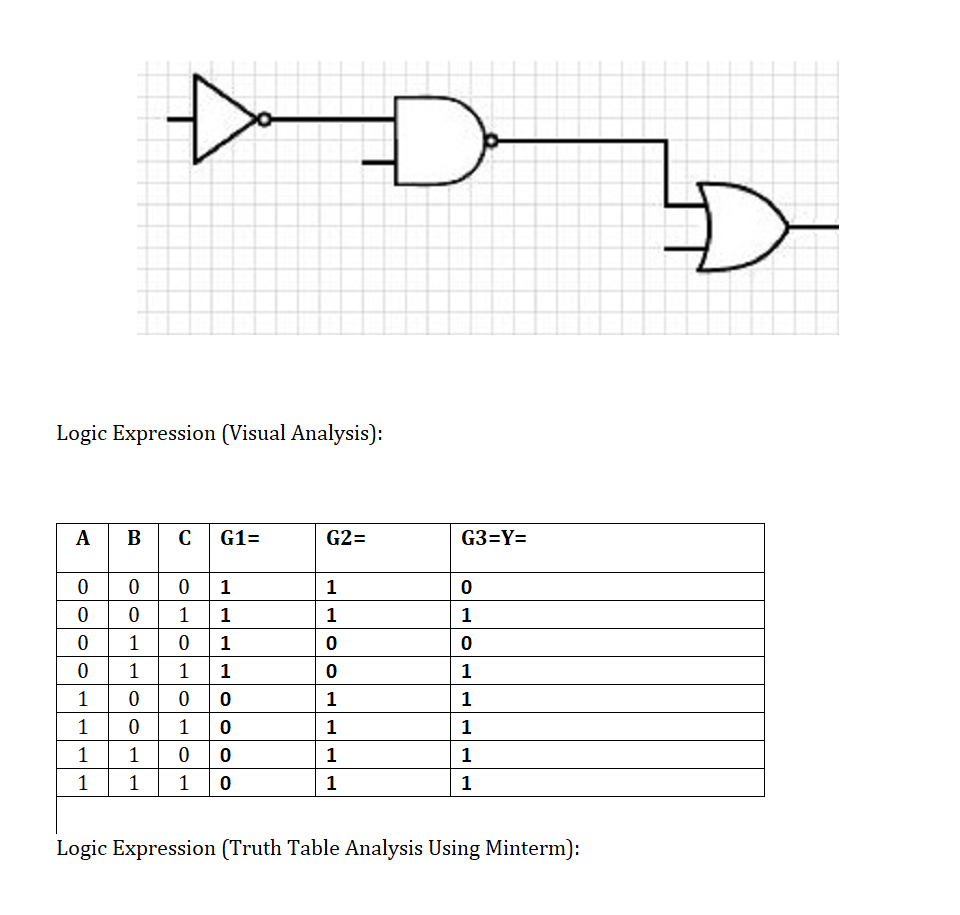 Logic Expression (Visual Analysis):
A B C G1= G2= G3=Y=
0 0 0 1 1 0
0 0 1 1 1 1
0 1 0 1 0 0
0 1 1 1 0 1
1 0 0 0 1 1
1 0 1 0 1 1
1 1 0 0 1 1
1 1 1 0 1 1
Logic Expression (Truth Table Analysis Using Minterm):